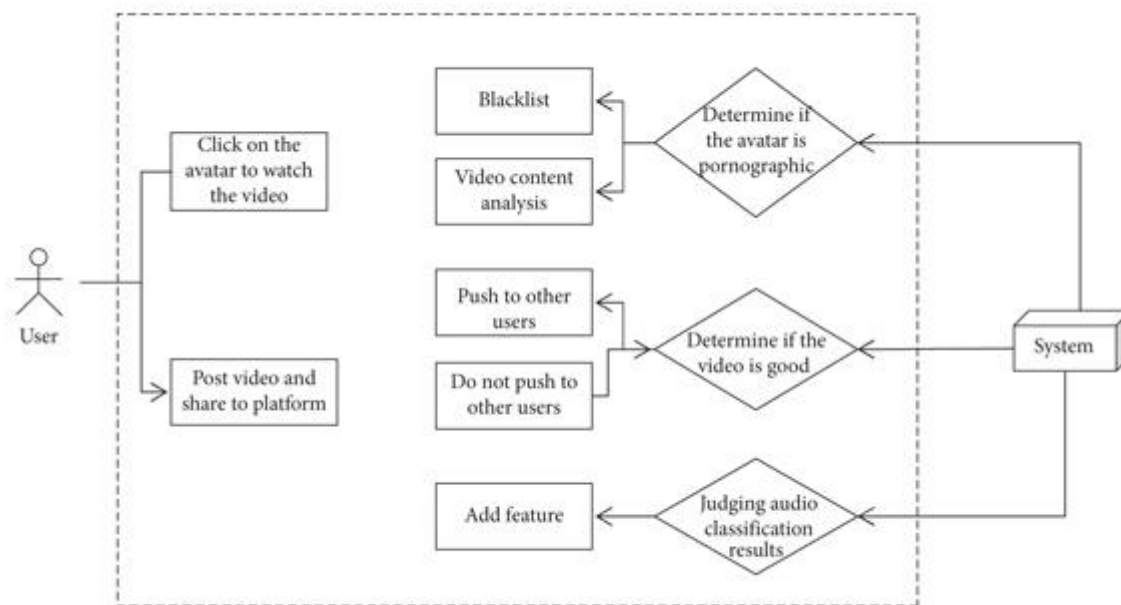 Blacklist
Determine if
the avatar is
pornographic
Click on the
avatar to watch
the video
Video content
analysis
User
Push to other
users
Determine if the
video is good
System
Post video and
share to platform
Do not push to
other users
Add feature
Judging audio
classification
results